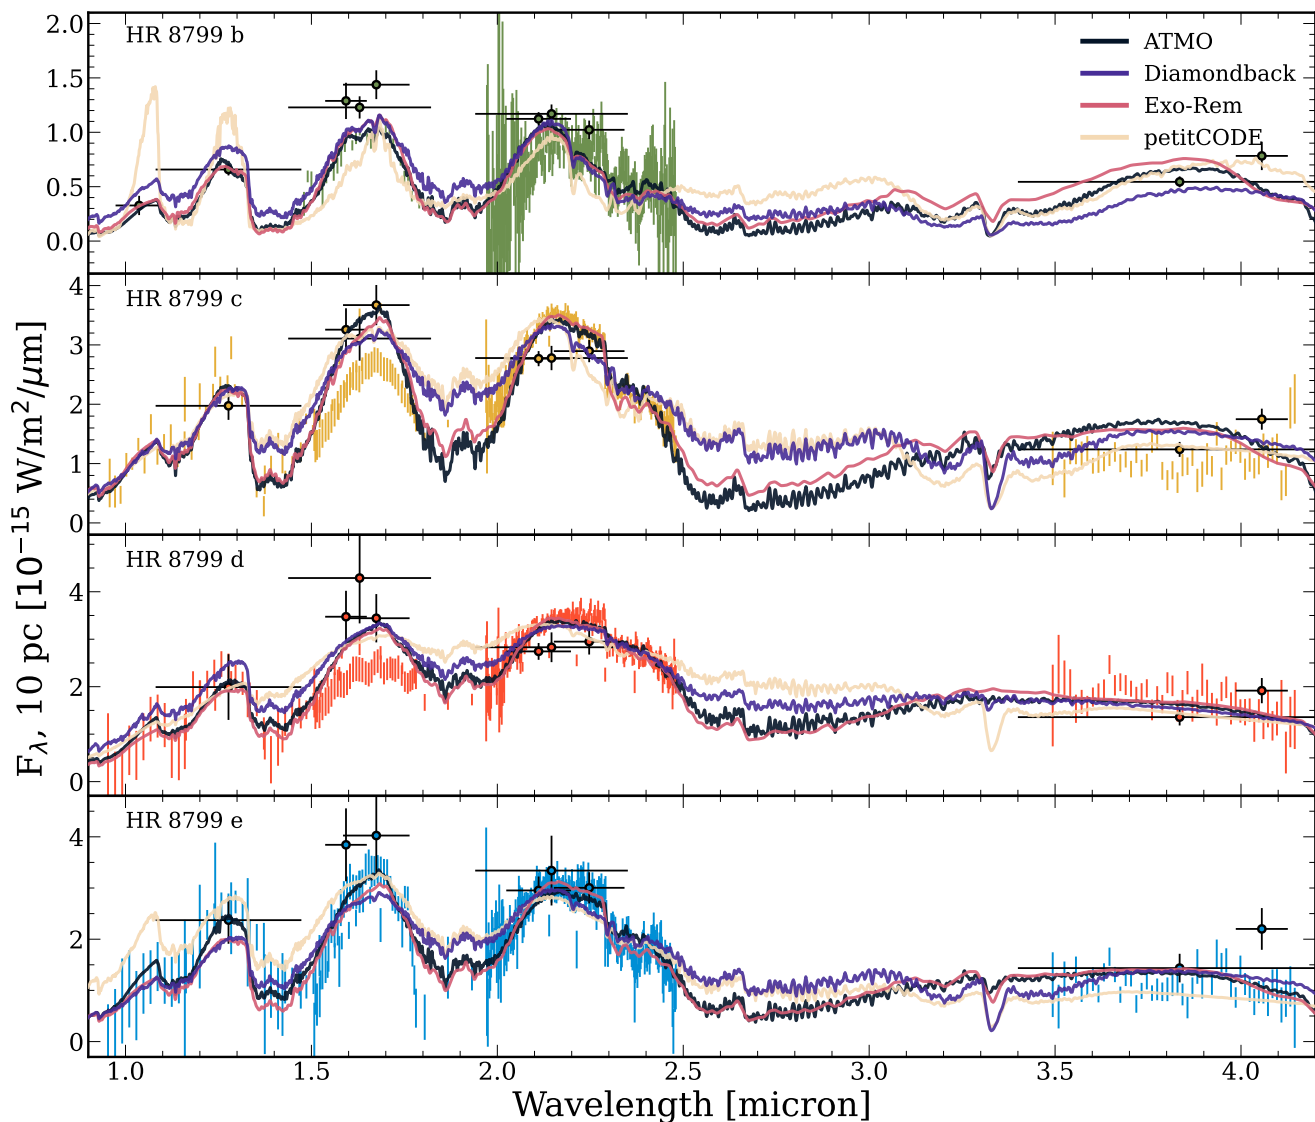 HR 8799 b
ATMO
Diamondback
Exo-Rem
petitCODE
2.0
1.5
1.0
0.5
0.0
HR 8799 c
4
3
2
1
0
HR 8799 d
4
2
0
HR 8799 e
4
2
0
F_λ, 10 pc [10⁻¹⁵ W/m²/μm]
1.0 1.5 2.0 2.5 3.0 3.5 4.0
Wavelength [micron]